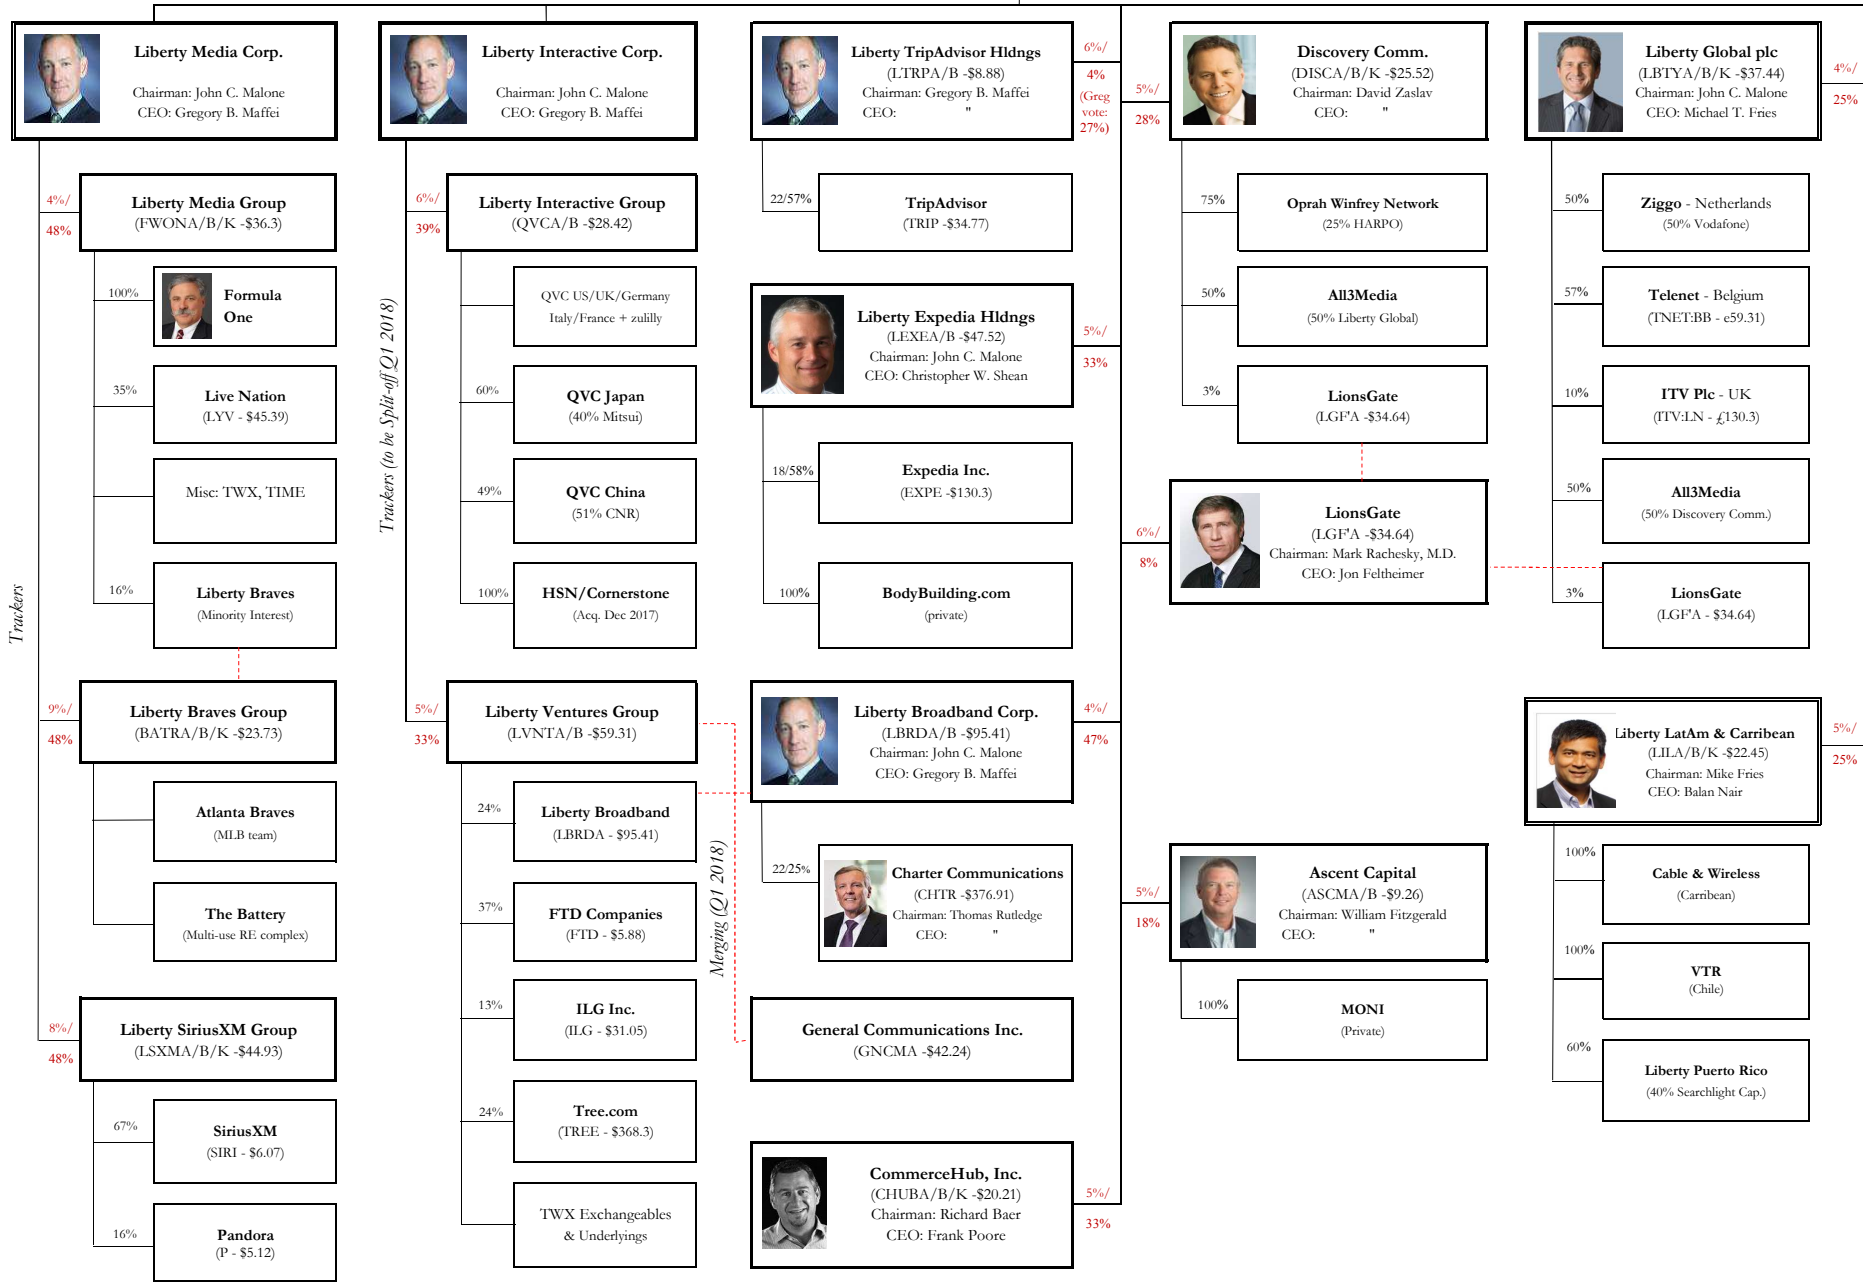 Liberty Media Corp.
Chairman: John C. Malone
CEO: Gregory B. Maffei
Trackers
4%/
48%
Liberty Media Group
(FWONA/B/K -$36.3)
100%
Formula
One
35%
Live Nation
(LYV - $45.39)
Misc: TWX, TIME
16%
Liberty Braves
(Minority Interest)
9%/
48%
Liberty Braves Group
(BATRA/B/K -$23.73)
Atlanta Braves
(MLB team)
The Battery
(Multi-use RE complex)
8%/
48%
Liberty SiriusXM Group
(LSXMA/B/K -$44.93)
67%
SiriusXM
(SIRI - $6.07)
16%
Pandora
(P - $5.12)
Liberty Interactive Corp.
Chairman: John C. Malone
CEO: Gregory B. Maffei
Trackers (to be Split-off Q1 2018)
6%/
39%
Liberty Interactive Group
(QVCA/B -$28.42)
QVC US/UK/Germany
Italy/France + zulilly
60%
QVC Japan
(40% Mitsui)
49%
QVC China
(51% CNR)
100%
HSN/Cornerstone
(Acq. Dec 2017)
5%/
33%
Liberty Ventures Group
(LVNTA/B -$59.31)
24%
Liberty Broadband
(LBRDA - $95.41)
37%
FTD Companies
(FTD - $5.88)
13%
ILG Inc.
(ILG - $31.05)
24%
Tree.com
(TREE - $368.3)
TWX Exchangeables
& Underlyings
Merging (Q1 2018)
Liberty TripAdvisor Hldngs
(LTRPA/B -$8.88)
Chairman: Gregory B. Maffei
CEO: "
6%/
4%
(Greg
vote:
27%)
22/57%
TripAdvisor
(TRIP -$34.77)
Liberty Expedia Hldngs
(LEXEA/B -$47.52)
Chairman: John C. Malone
CEO: Christopher W. Shean
5%/
33%
18/58%
Expedia Inc.
(EXPE -$130.3)
100%
BodyBuilding.com
(private)
Liberty Broadband Corp.
(LBRDA/B -$95.41)
Chairman: John C. Malone
CEO: Gregory B. Maffei
4%/
47%
22/25%
Charter Communications
(CHTR -$376.91)
Chairman: Thomas Rutledge
CEO: "
General Communications Inc.
(GNCMA -$42.24)
CommerceHub, Inc.
(CHUBA/B/K -$20.21)
Chairman: Richard Baer
CEO: Frank Poore
5%/
33%
5%/
28%
Discovery Comm.
(DISCA/B/K -$25.52)
Chairman: David Zaslav
CEO: "
75%
Oprah Winfrey Network
(25% HARPO)
50%
All3Media
(50% Liberty Global)
3%
LionsGate
(LGF'A -$34.64)
6%/
8%
LionsGate
(LGF'A -$34.64)
Chairman: Mark Rachesky, M.D.
CEO: Jon Feltheimer
5%/
18%
Ascent Capital
(ASCMA/B -$9.26)
Chairman: William Fitzgerald
CEO: "
100%
MONI
(Private)
Liberty Global plc
(LBTYA/B/K -$37.44)
Chairman: John C. Malone
CEO: Michael T. Fries
4%/
25%
50%
Ziggo - Netherlands
(50% Vodafone)
57%
Telenet - Belgium
(TNET:BB - e59.31)
10%
ITV Plc - UK
(ITV:LN - £130.3)
50%
All3Media
(50% Discovery Comm.)
3%
LionsGate
(LGF'A - $34.64)
Liberty LatAm & Carribean
(LILA/B/K -$22.45)
Chairman: Mike Fries
CEO: Balan Nair
5%/
25%
100%
Cable & Wireless
(Carribean)
100%
VTR
(Chile)
60%
Liberty Puerto Rico
(40% Searchlight Cap.)